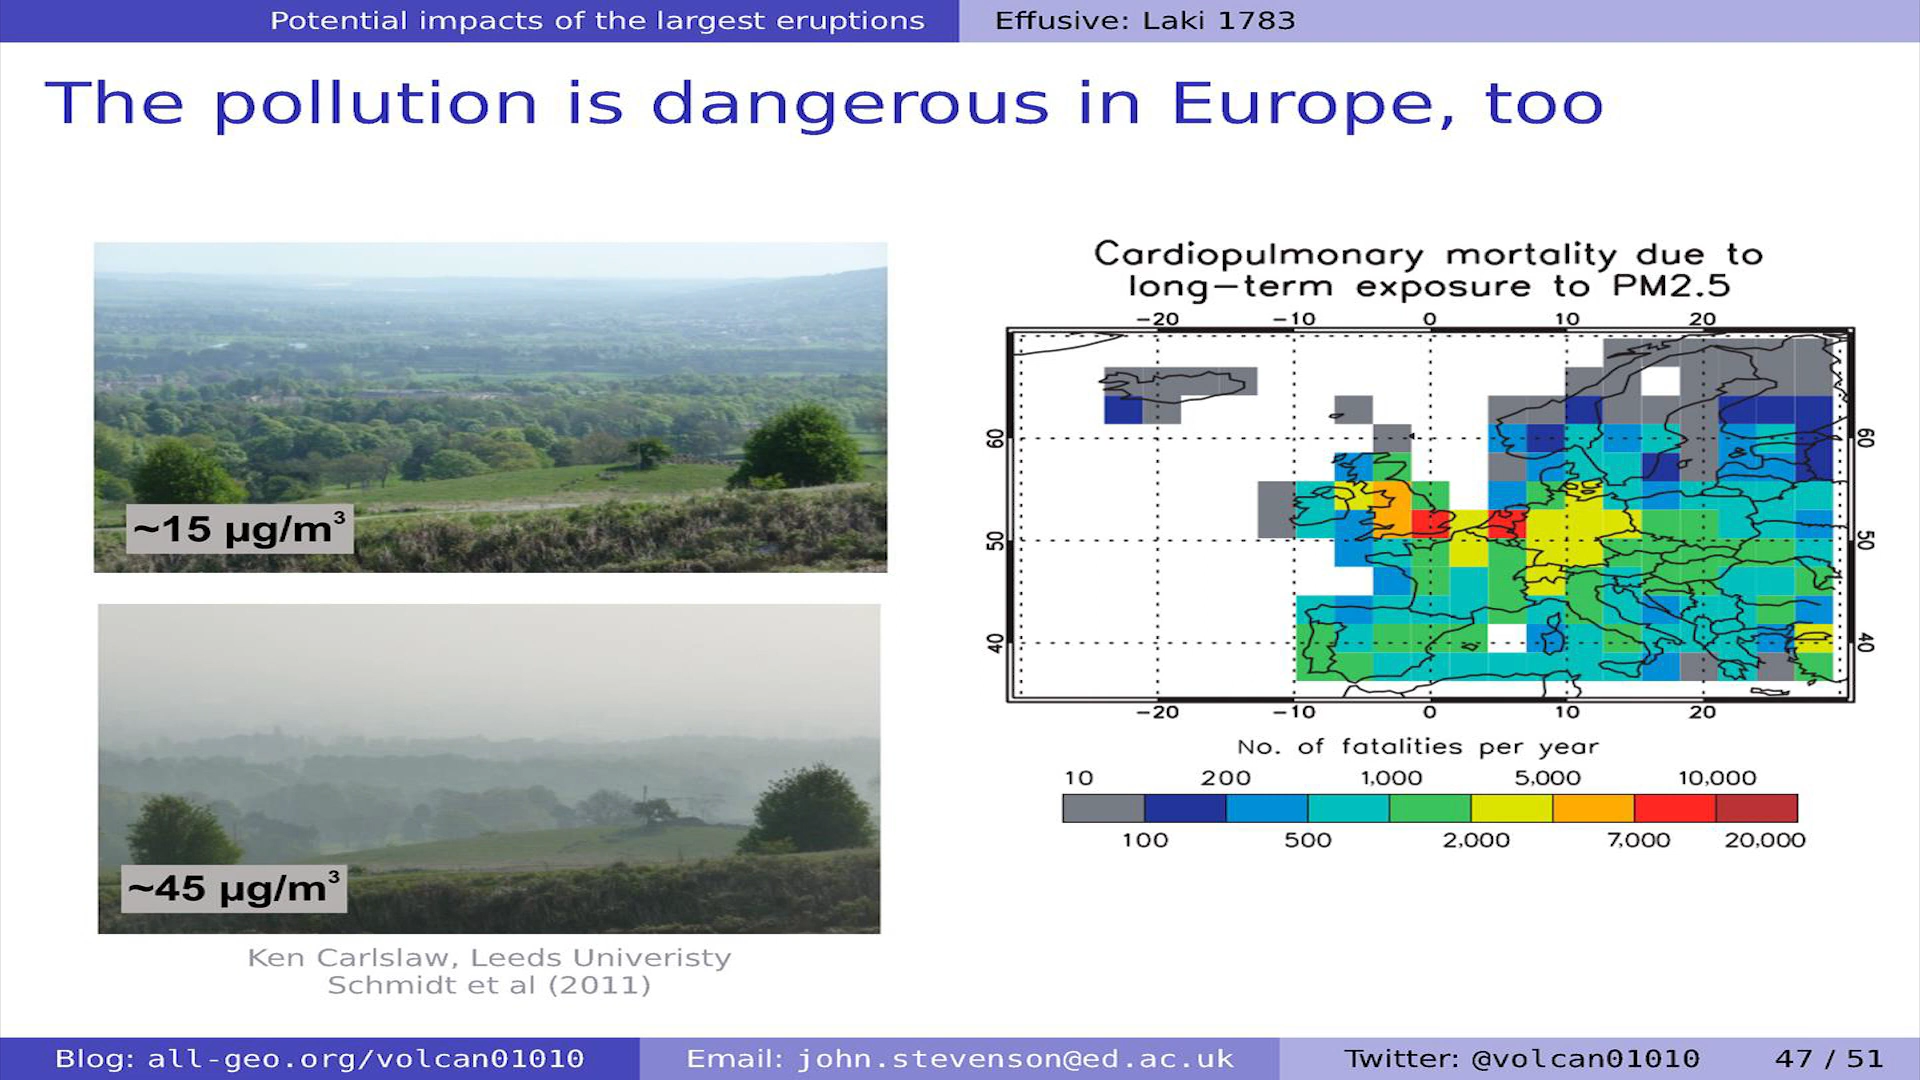 Potential impacts of the largest eruptions
Effusive: Laki 1783
The pollution is dangerous in Europe, too
~15 µg/m³
~45 µg/m³
Ken Carlslaw, Leeds Univeristy
Schmidt et al (2011)
Cardiopulmonary mortality due to
long-term exposure to PM2.5
-20 -10 0 10 20
60 60
50 50
40 40
-20 -10 0 10 20
No. of fatalities per year
10 200 1,000 5,000 10,000
100 500 2,000 7,000 20,000
Blog: all-geo.org/volcan01010
Email: john.stevenson@ed.ac.uk
Twitter: @volcan01010
47 / 51